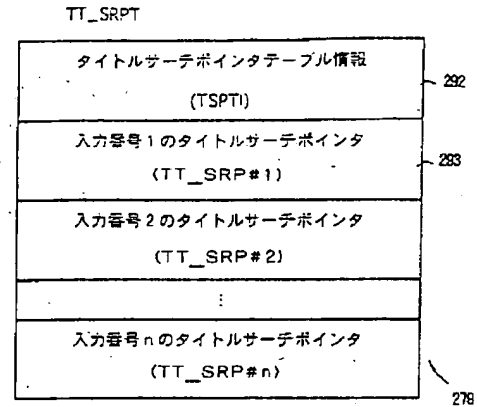 TT_SRPT
タイトルサーチポインタテーブル情報
(TSPTI)
292
入力番号1のタイトルサーチポインタ
(TT__SRP#1)
293
入力番号2のタイトルサーチポインタ
(TT__SRP#2)
⋮
入力番号nのタイトルサーチポインタ
(TT__SRP#n)
278